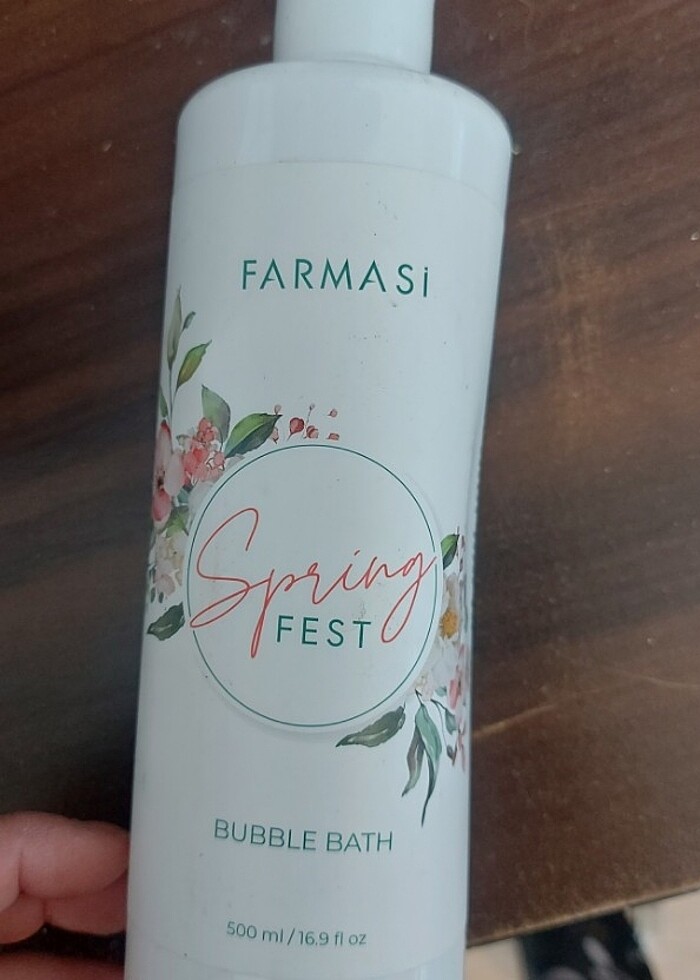 FARMASi
Spring
FEST
BUBBLE BATH
500 ml / 16.9 fl oz